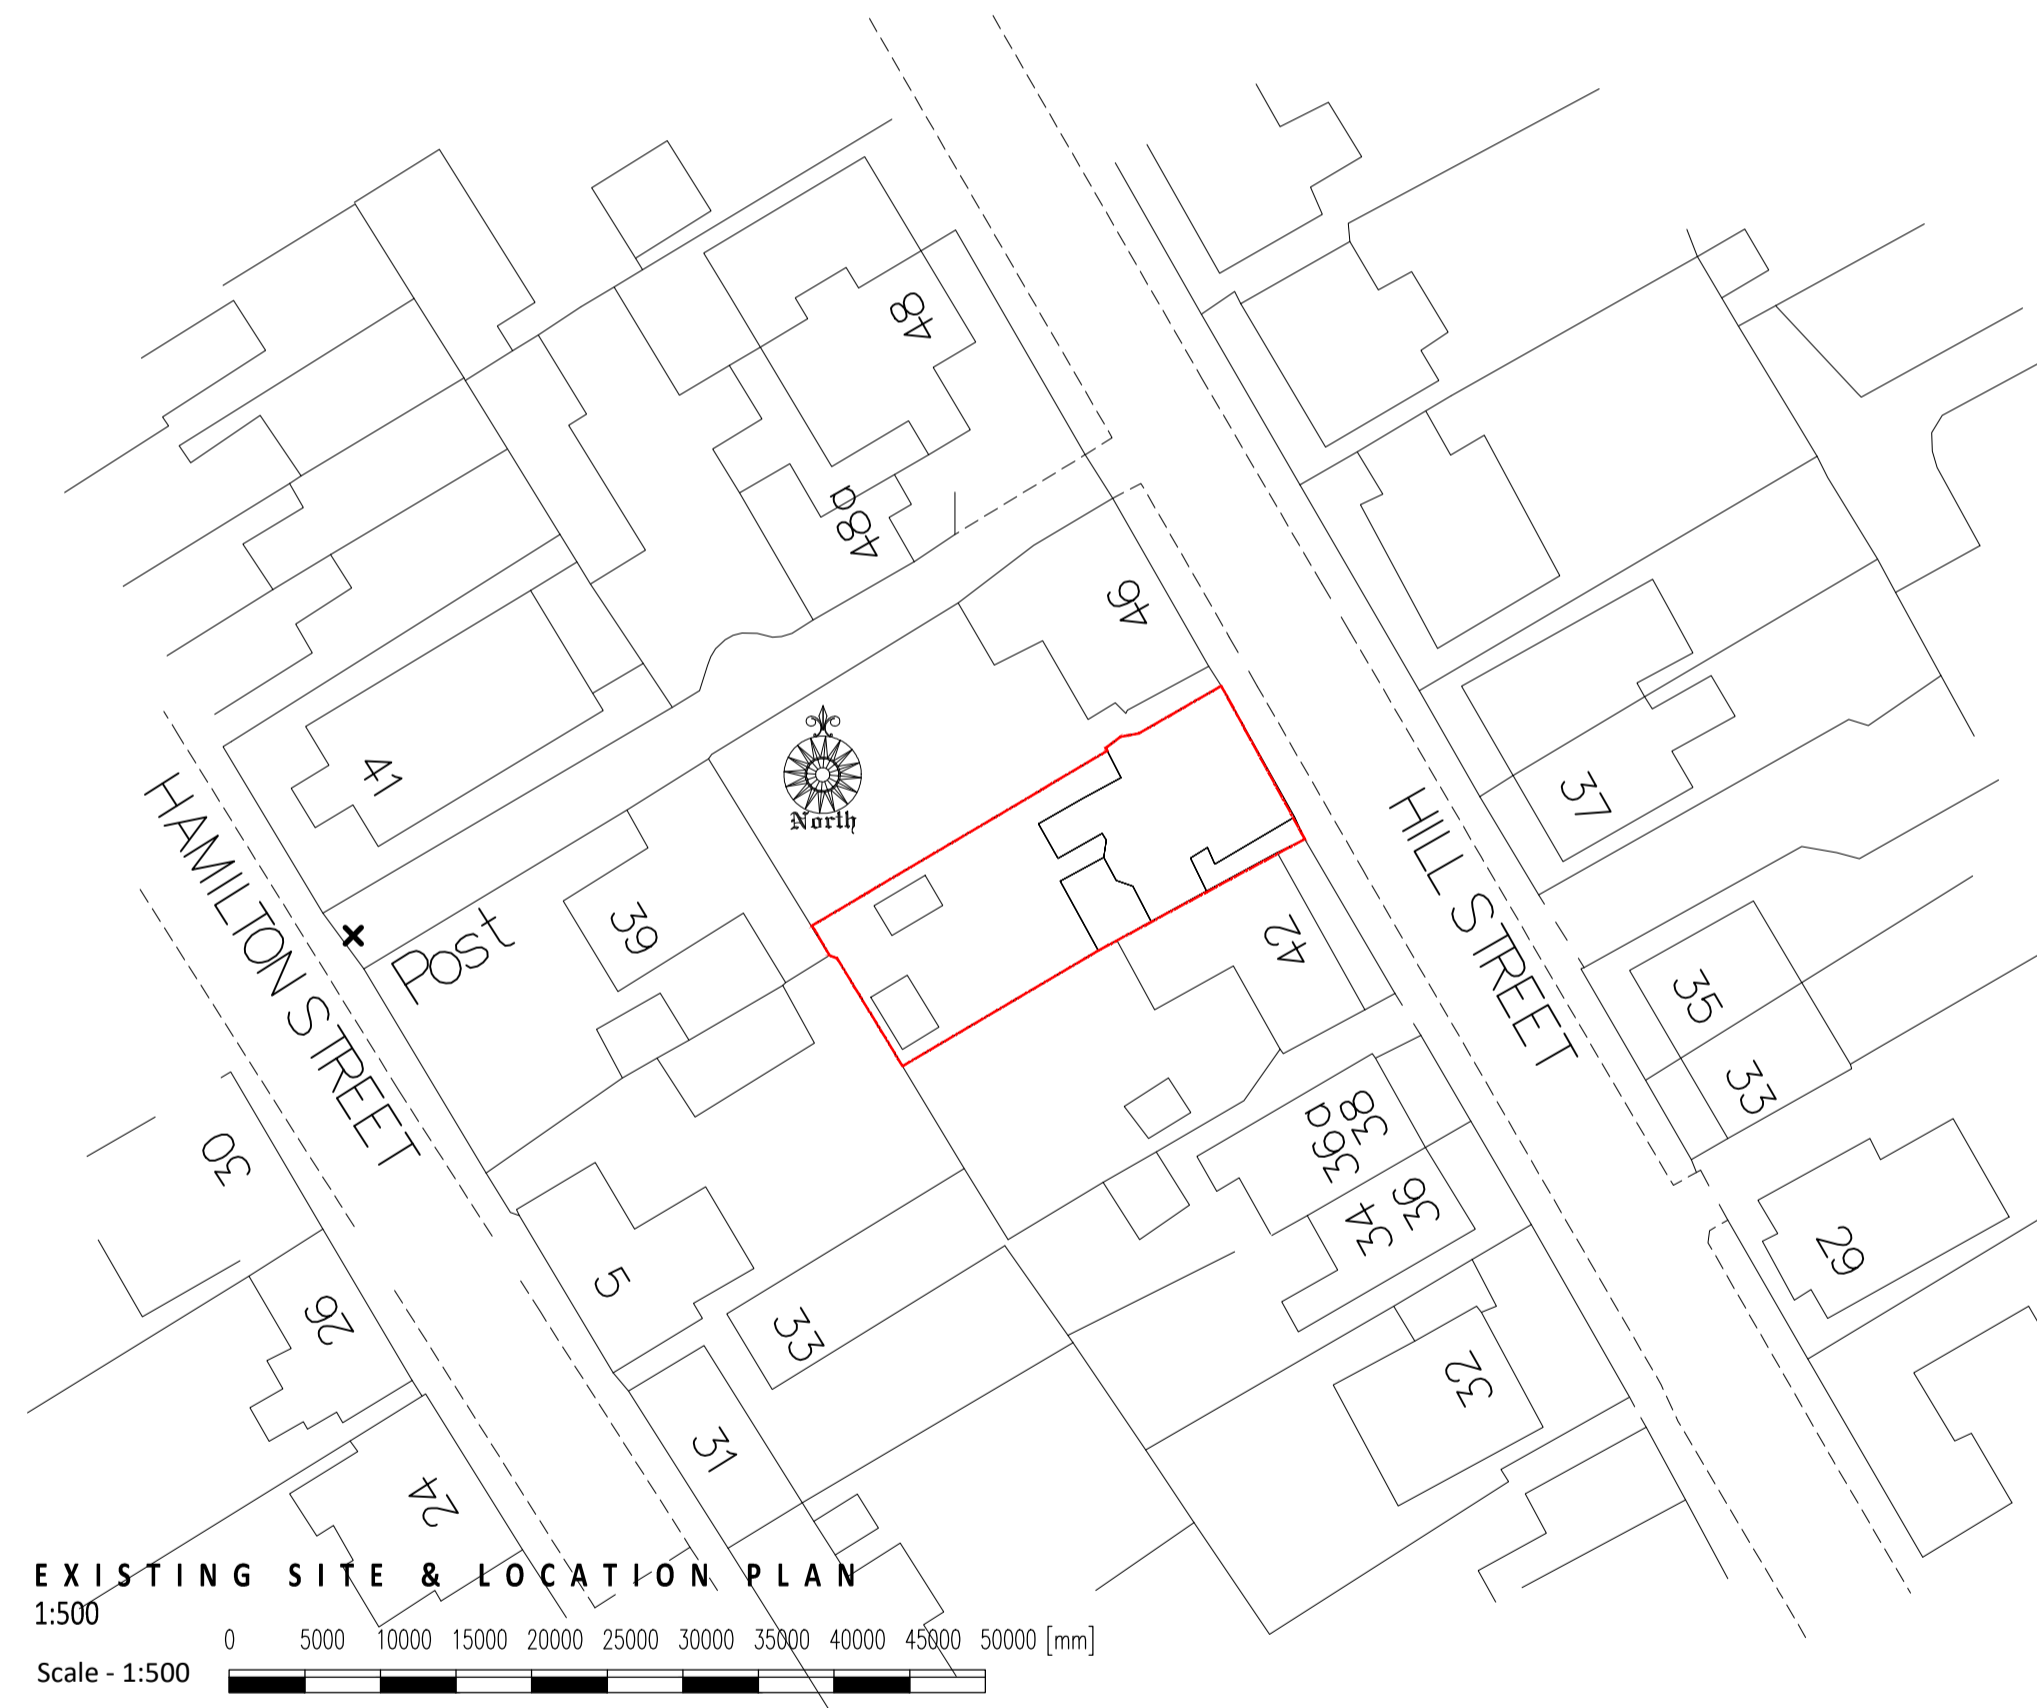 48
48a
46
41
North
HAMILTON STREET
Post
39
HILL STREET
37
42
35
33
38
36a
36
34
30
29
26
5
33
32
31
24
EXISTING SITE & LOCATION PLAN
1:500
0 5000 10000 15000 20000 25000 30000 35000 40000 45000 50000 [mm]
Scale - 1:500